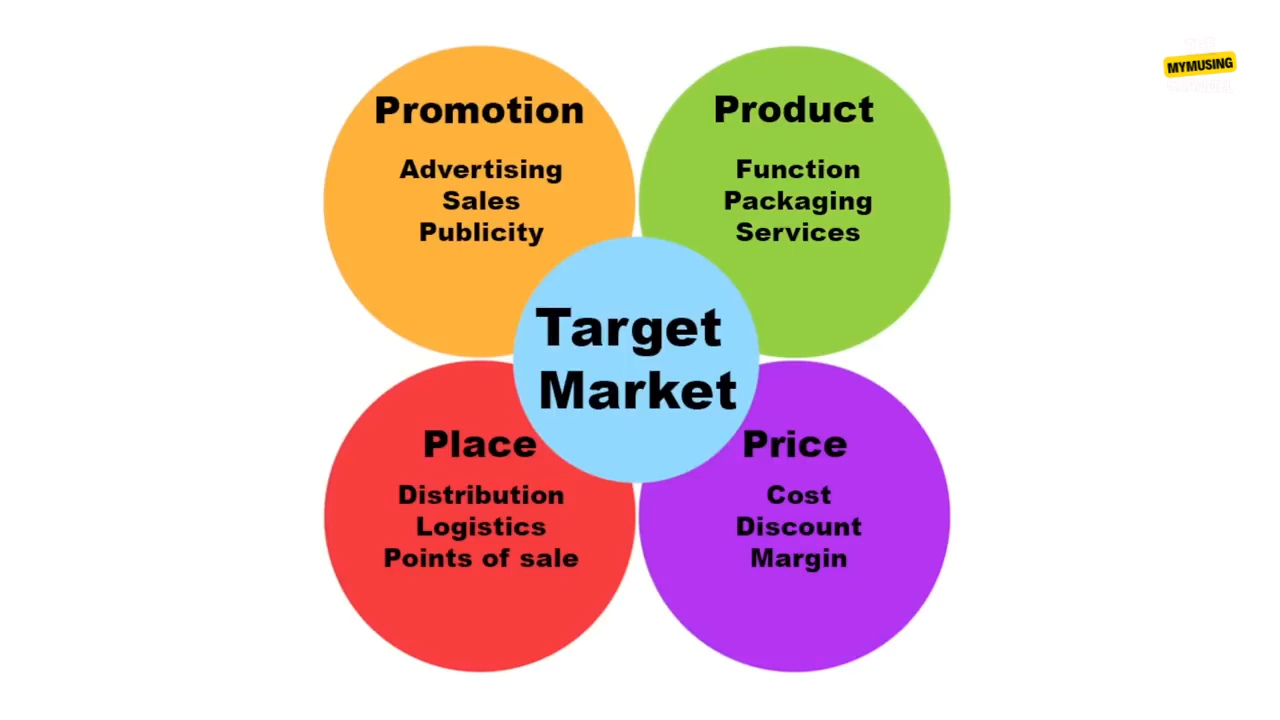 Promotion
Advertising
Sales
Publicity
Product
Function
Packaging
Services
Target
Market
Place
Distribution
Logistics
Points of sale
Price
Cost
Discount
Margin
MYMUSING